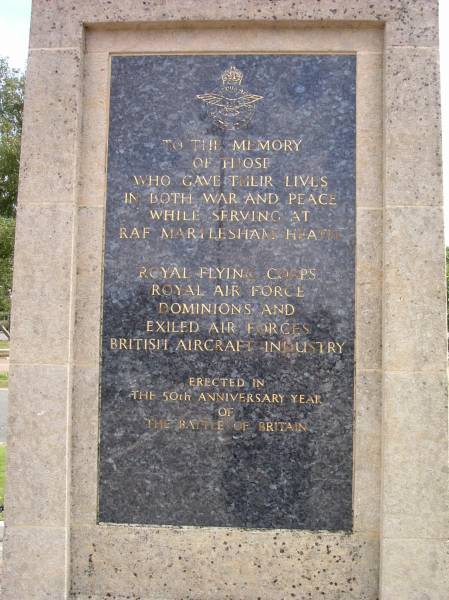 TO THE MEMORY
OF THOSE
WHO GAVE THEIR LIVES
IN BOTH WAR AND PEACE
WHILE SERVING AT
RAF MARTLESHAM HEATH
ROYAL FLYING CORPS
ROYAL AIR FORCE
DOMINIONS AND
EXILED AIR FORCES
BRITISH AIRCRAFT INDUSTRY
ERECTED IN
THE 50th ANNIVERSARY YEAR
OF
THE BATTLE OF BRITAIN